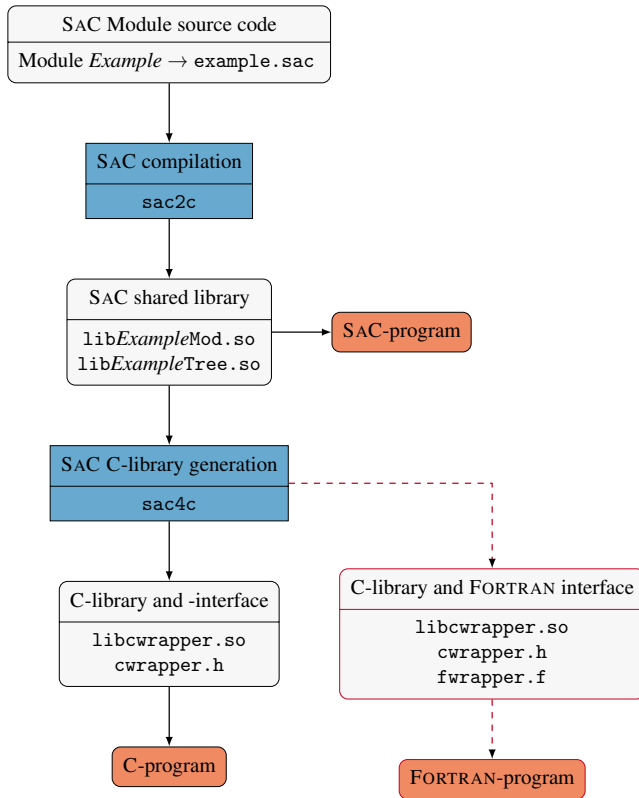 SAC Module source code
Module Example → example.sac
SAC compilation
sac2c
SAC shared library
libExampleMod.so
libExampleTree.so
SAC-program
SAC C-library generation
sac4c
C-library and -interface
libcwrapper.so
cwrapper.h
C-library and FORTRAN interface
libcwrapper.so
cwrapper.h
fwrapper.f
C-program
FORTRAN-program